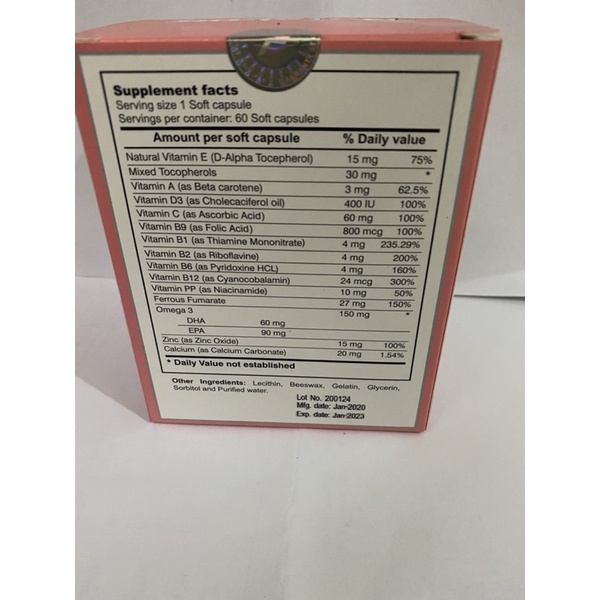 Supplement facts
Serving size 1 Soft capsule
Servings per container: 60 Soft capsules
Amount per soft capsule % Daily value
Natural Vitamin E (D-Alpha Tocepherol) 15 mg 75%
Mixed Tocopherols 30 mg *
Vitamin A (as Beta carotene) 3 mg 62.5%
Vitamin D3 (as Cholecaciferol oil) 400 IU 100%
Vitamin C (as Ascorbic Acid) 60 mg 100%
Vitamin B9 (as Folic Acid) 800 mcg 100%
Vitamin B1 (as Thiamine Mononitrate) 4 mg 235.29%
Vitamin B2 (as Riboflavine) 4 mg 200%
Vitamin B6 (as Pyridoxine HCL) 4 mg 160%
Vitamin B12 (as Cyanocobalamin) 24 mcg 300%
Vitamin PP (as Niacinamide) 10 mg 50%
Ferrous Fumarate 27 mg 150%
Omega 3 150 mg *
DHA 60 mg
EPA 90 mg
Zinc (as Zinc Oxide) 15 mg 100%
Calcium (as Calcium Carbonate) 20 mg 1.54%
* Daily Value not established
Other Ingredients: Lecithin, Beeswax, Gelatin, Glycerin,
Sorbitol and Purified water.
Lot No. 200124
Mfg. date: Jan-2020
Exp. date: Jan-2023